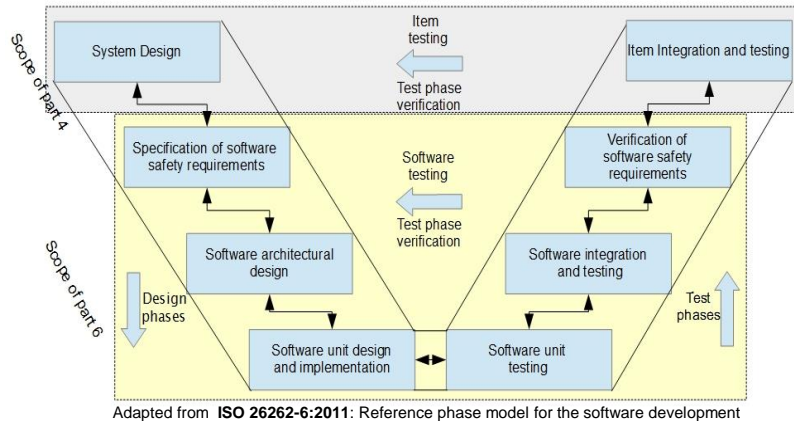 Scope of part 4
System Design
Item
testing
Test phase
verification
Item Integration and testing
Specification of software
safety requirements
Software
testing
Test phase
verification
Verification of
software safety
requirements
Scope of part 6
Software architectural
design
Software integration
and testing
Design
phases
Test
phases
Software unit design
and implementation
Software unit
testing
Adapted from ISO 26262-6:2011: Reference phase model for the software development